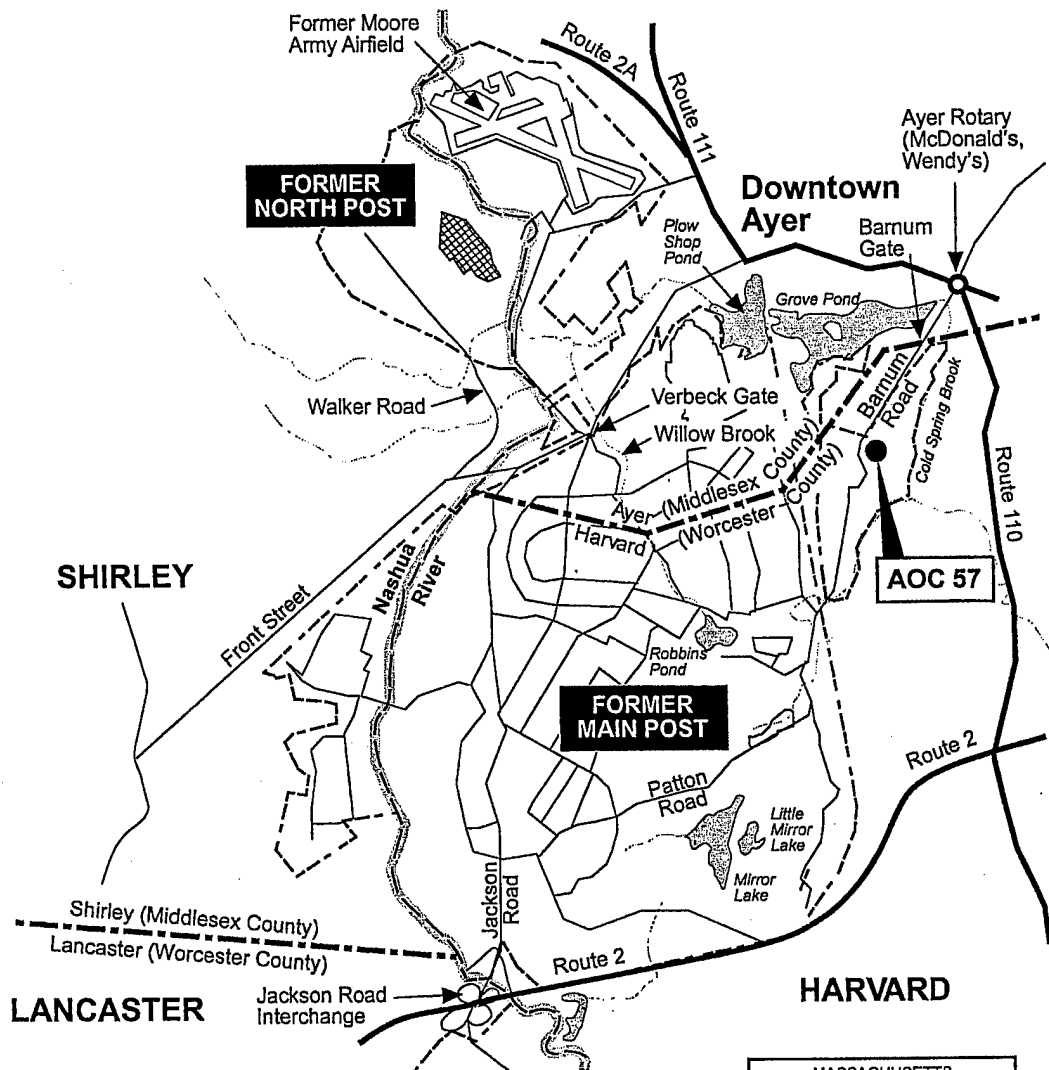 Former Moore
Army Airfield
Route 2A
Route 111
Ayer Rotary
(McDonald's,
Wendy's)
FORMER
NORTH POST
Downtown
Ayer
Plow
Shop
Pond
Barnum
Gate
Grove Pond
Walker Road
Verbeck Gate
Willow Brook
Barnum
Road
Cold Spring Brook
Ayer (Middlesex County)
Harvard (Worcester County)
Route 110
SHIRLEY
Nashua
River
AOC 57
Front Street
Robbins
Pond
FORMER
MAIN POST
Route 2
Patton
Road
Little
Mirror
Lake
Mirror
Lake
Jackson
Road
Shirley (Middlesex County)
Lancaster (Worcester County)
Route 2
LANCASTER
Jackson Road
Interchange
HARVARD
MASSACHUSETTS